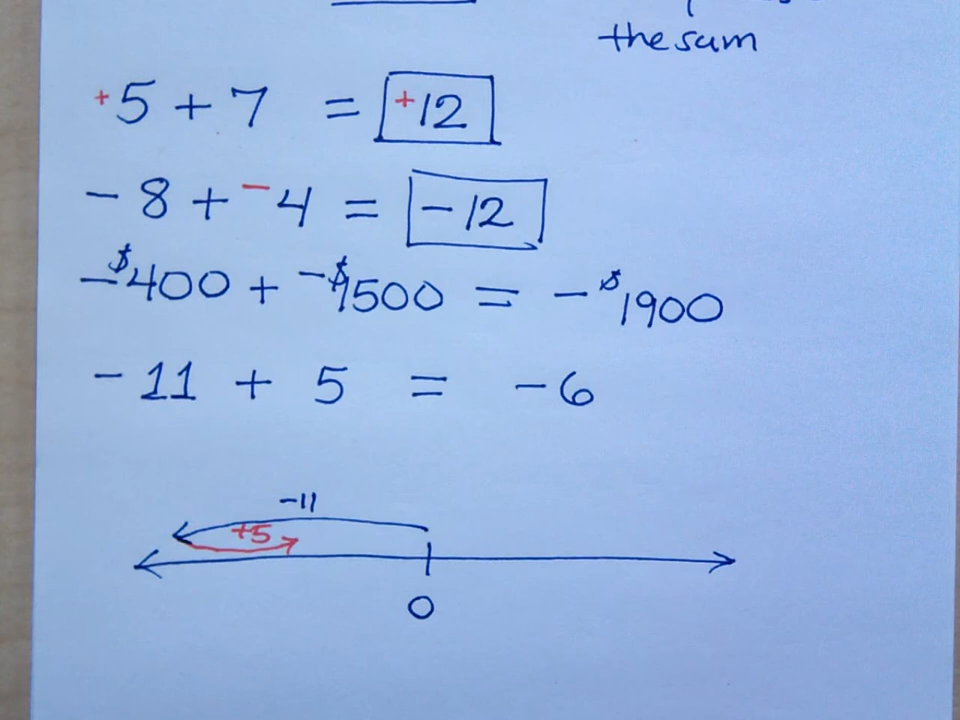 the sum
+5 + 7 = +12
- 8 + -4 = - 12
-$400 + -$1500 = -$1900
- 11 + 5 = - 6
-11
+5
0